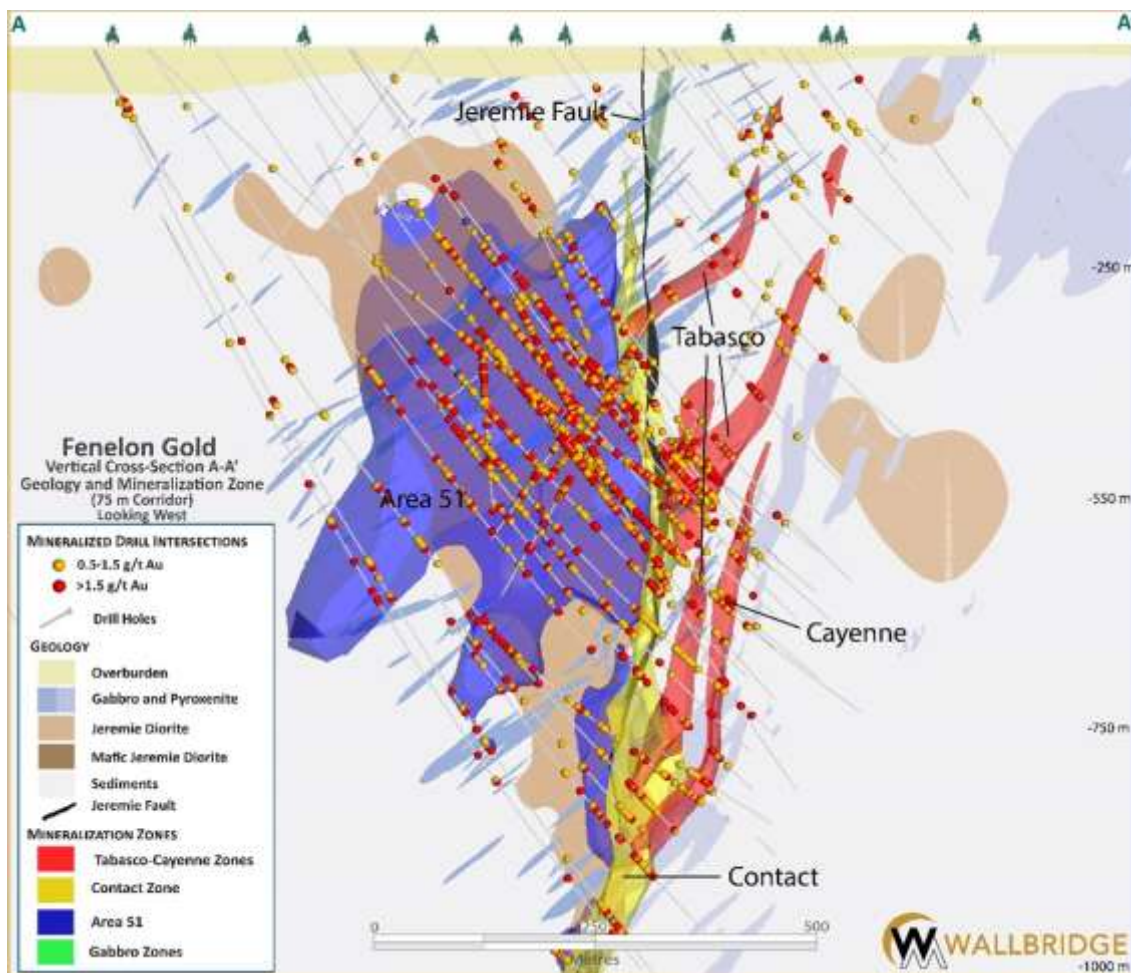 A
A
Jeremie Fault
-250 m
Tabasco
Fenelon Gold
Vertical Cross-Section A-A'
Geology and Mineralization Zone
(75 m Corridor)
Looking West
Area 51
-550 m
MINERALIZED DRILL INTERSECTIONS
0.5-1.5 g/t Au
>1.5 g/t Au
Drill Holes
Cayenne
GEOLOGY
Overburden
Gabbro and Pyroxenite
Jeremie Diorite
-750 m
Mafic Jeremie Diorite
Sediments
Jeremie Fault
MINERALIZATION ZONES
Tabasco-Cayenne Zones
Contact Zone
Contact
Area 51
Gabbro Zones
0
250
500
Metres
WALLBRIDGE
-1000 m